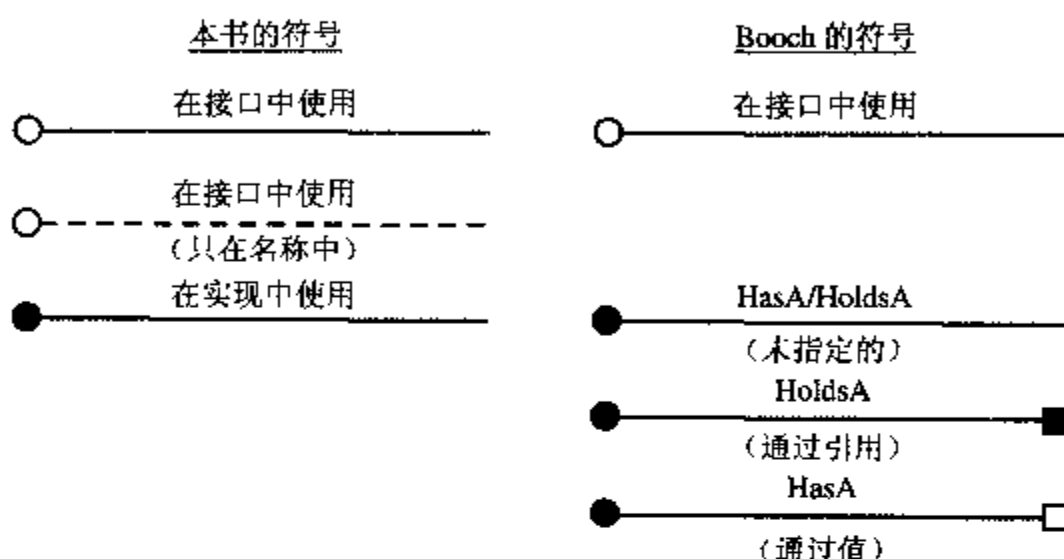 本书的符号
在接口中使用
在接口中使用
(只在名称中)
在实现中使用
Booch 的符号
在接口中使用
HasA/HoldsA
(未指定的)
HoldsA
(通过引用)
HasA
(通过值)